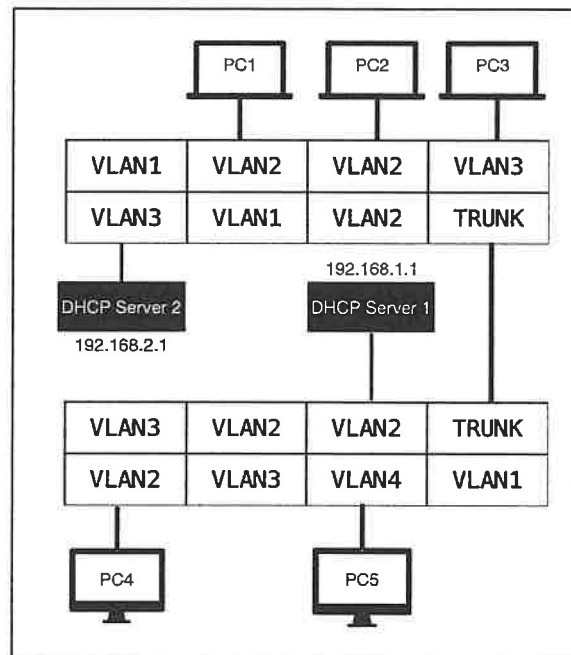 PC1 PC2 PC3
VLAN1 VLAN2 VLAN2 VLAN3
VLAN3 VLAN1 VLAN2 TRUNK
192.168.1.1
DHCP Server 2 DHCP Server 1
192.168.2.1
VLAN3 VLAN2 VLAN2 TRUNK
VLAN2 VLAN3 VLAN4 VLAN1
PC4 PC5